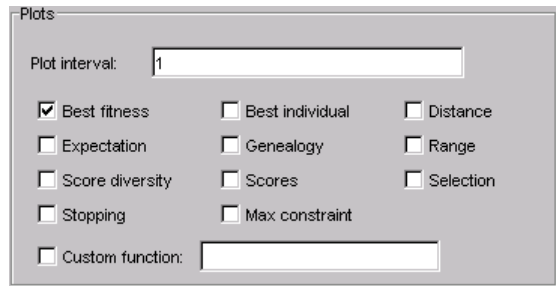 Plots
Plot interval: 1
Best fitness Best individual Distance
Expectation Genealogy Range
Score diversity Scores Selection
Stopping Max constraint
Custom function: